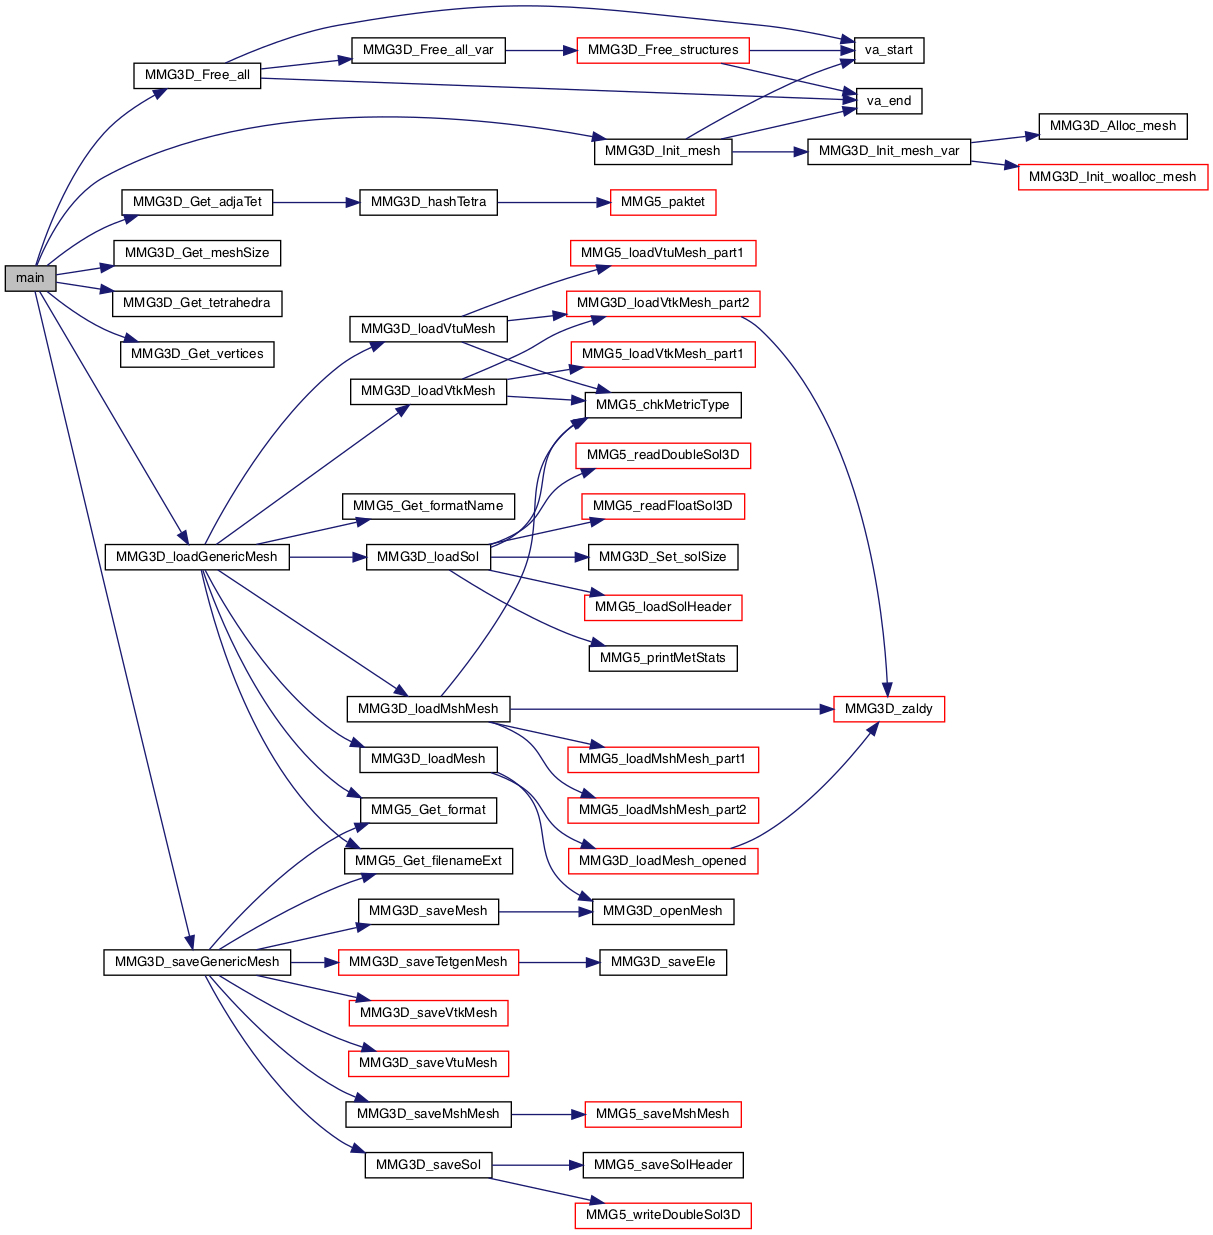 main
MMG3D_Free_all
MMG3D_Free_all_var
MMG3D_Free_structures
va_start
va_end
MMG3D_Init_mesh
MMG3D_Init_mesh_var
MMG3D_Alloc_mesh
MMG3D_Init_woalloc_mesh
MMG3D_Get_adjaTet
MMG3D_hashTetra
MMG5_paktet
MMG3D_Get_meshSize
MMG3D_Get_tetrahedra
MMG3D_Get_vertices
MMG3D_loadGenericMesh
MMG3D_loadVtuMesh
MMG5_loadVtuMesh_part1
MMG3D_loadVtkMesh_part2
MMG3D_loadVtkMesh
MMG5_loadVtkMesh_part1
MMG5_chkMetricType
MMG5_Get_formatName
MMG3D_loadSol
MMG5_readDoubleSol3D
MMG5_readFloatSol3D
MMG3D_Set_solSize
MMG5_loadSolHeader
MMG5_printMetStats
MMG3D_loadMshMesh
MMG3D_zaldy
MMG5_loadMshMesh_part1
MMG5_loadMshMesh_part2
MMG3D_loadMesh
MMG3D_loadMesh_opened
MMG3D_openMesh
MMG5_Get_format
MMG5_Get_filenameExt
MMG3D_saveGenericMesh
MMG3D_saveMesh
MMG3D_saveTetgenMesh
MMG3D_saveEle
MMG3D_saveVtkMesh
MMG3D_saveVtuMesh
MMG3D_saveMshMesh
MMG5_saveMshMesh
MMG3D_saveSol
MMG5_saveSolHeader
MMG5_writeDoubleSol3D